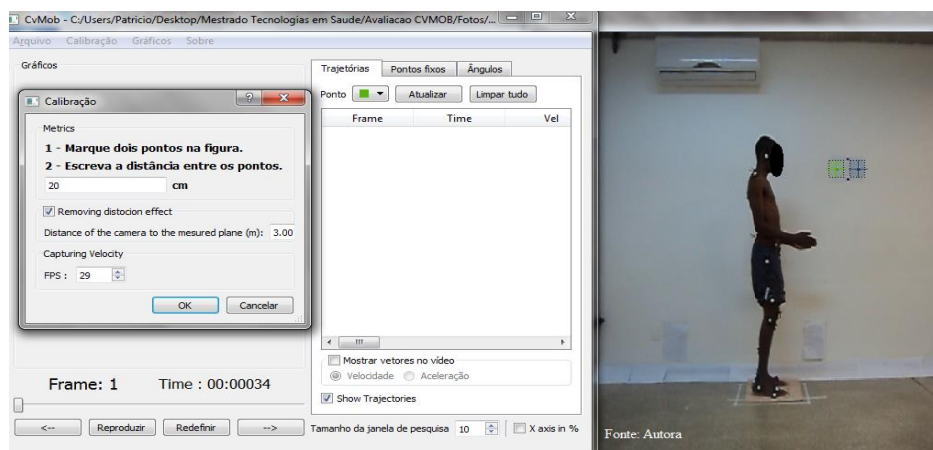 CvMob - C:/Users/Patricio/Desktop/Mestrado Tecnologias em Saude/Avaliacao CVMOB/Fotos/...
Arquivo Calibração Gráficos Sobre
Gráficos
Calibração
Metrics
1 - Marque dois pontos na figura.
2 - Escreva a distância entre os pontos.
20 cm
Removing distocion effect
Distance of the camera to the mesured plane (m): 3.00
Capturing Velocity
FPS : 29
OK Cancelar
Frame: 1 Time : 00:00034
<-- Reproduzir Redefinir -->
Trajetórias Pontos fixos Ângulos
Ponto Atualizar Limpar tudo
Frame Time Vel
Mostrar vetores no vídeo
Velocidade Aceleração
Show Trajectories
Tamanho da janela de pesquisa 10 X axis in %
Fonte: Autora